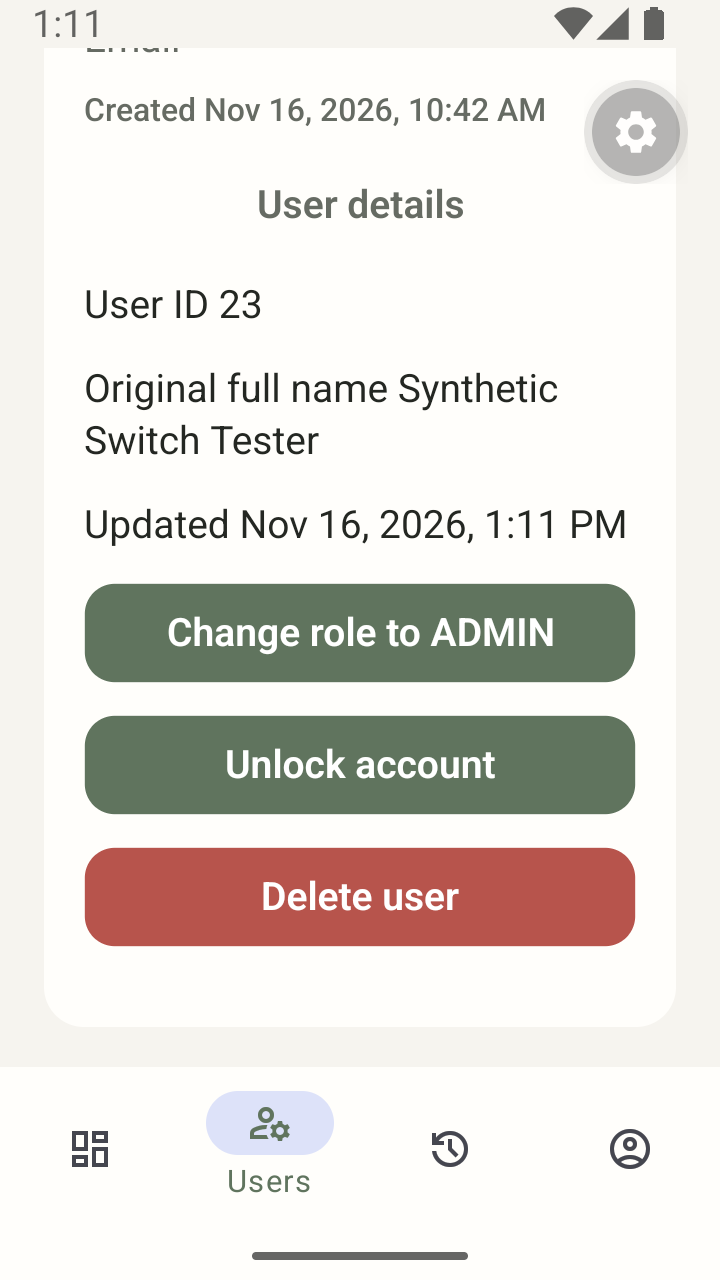 1:11
Email
Created Nov 16, 2026, 10:42 AM
User details
User ID 23
Original full name Synthetic
Switch Tester
Updated Nov 16, 2026, 1:11 PM
Change role to ADMIN
Unlock account
Delete user
Users